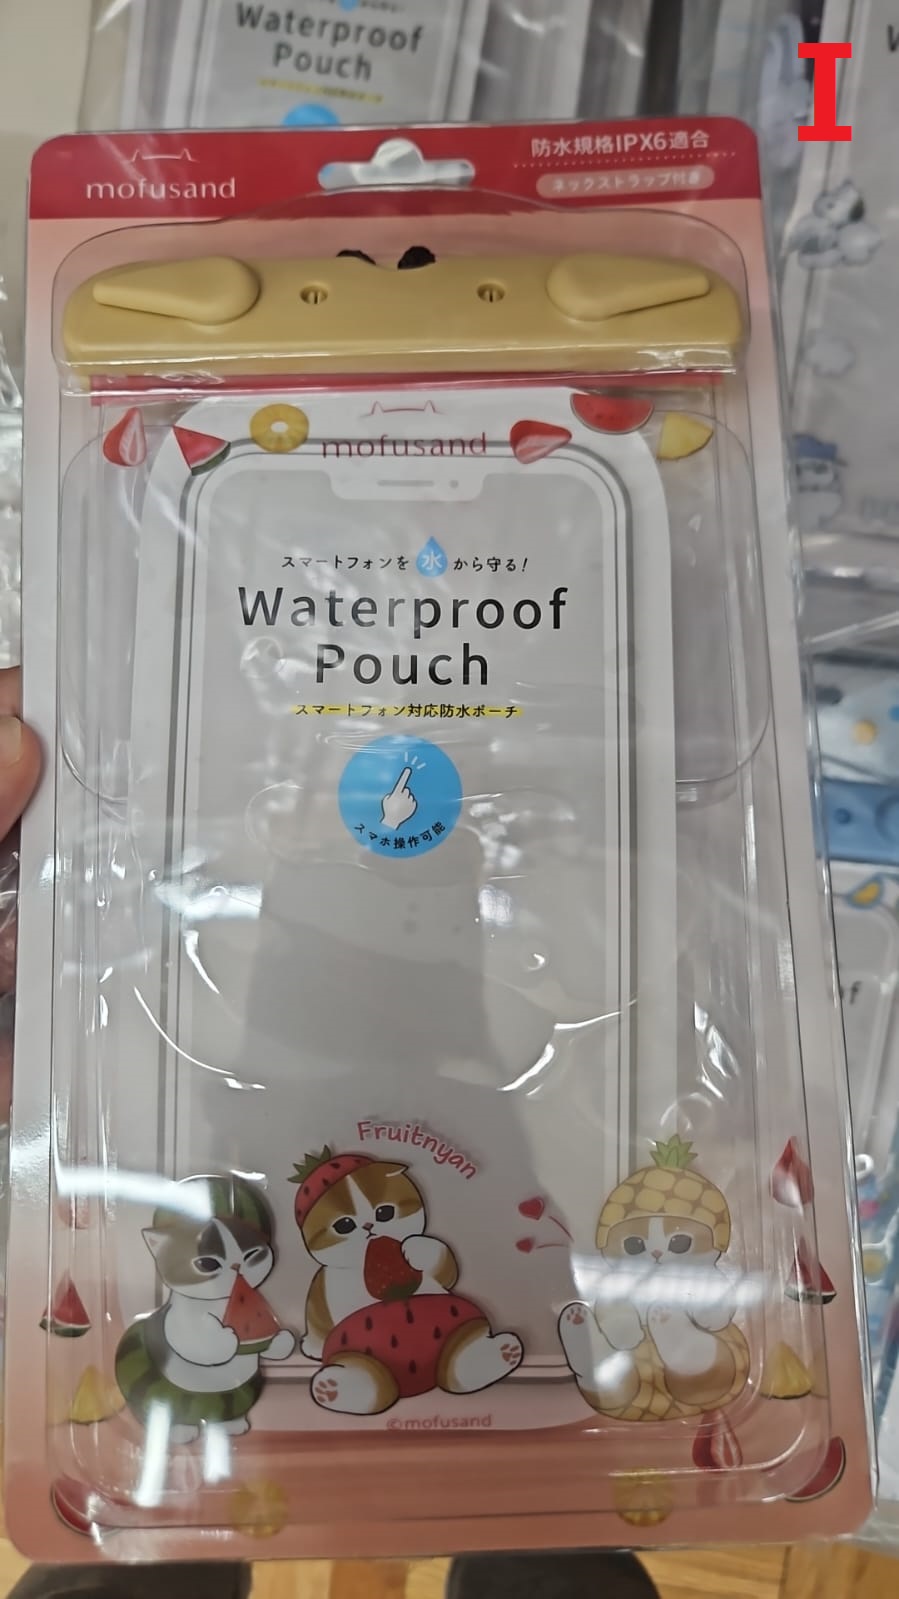 Waterproof
Pouch
I
mofusand
防水規格IPX6適合
ネックストラップ付き
mofusand
スマートフォンを水から守る!
Waterproof
Pouch
スマートフォン対応防水ポーチ
スマホ操作可能
Fruitnyan
©mofusand